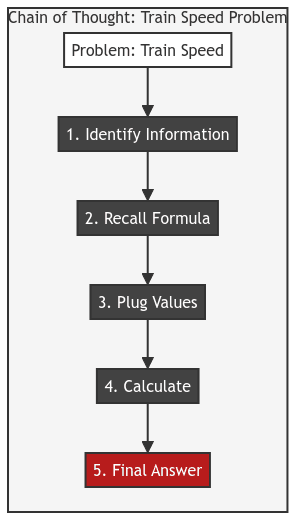 Chain of Thought: Train Speed Problem
Problem: Train Speed
1. Identify Information
2. Recall Formula
3. Plug Values
4. Calculate
5. Final Answer